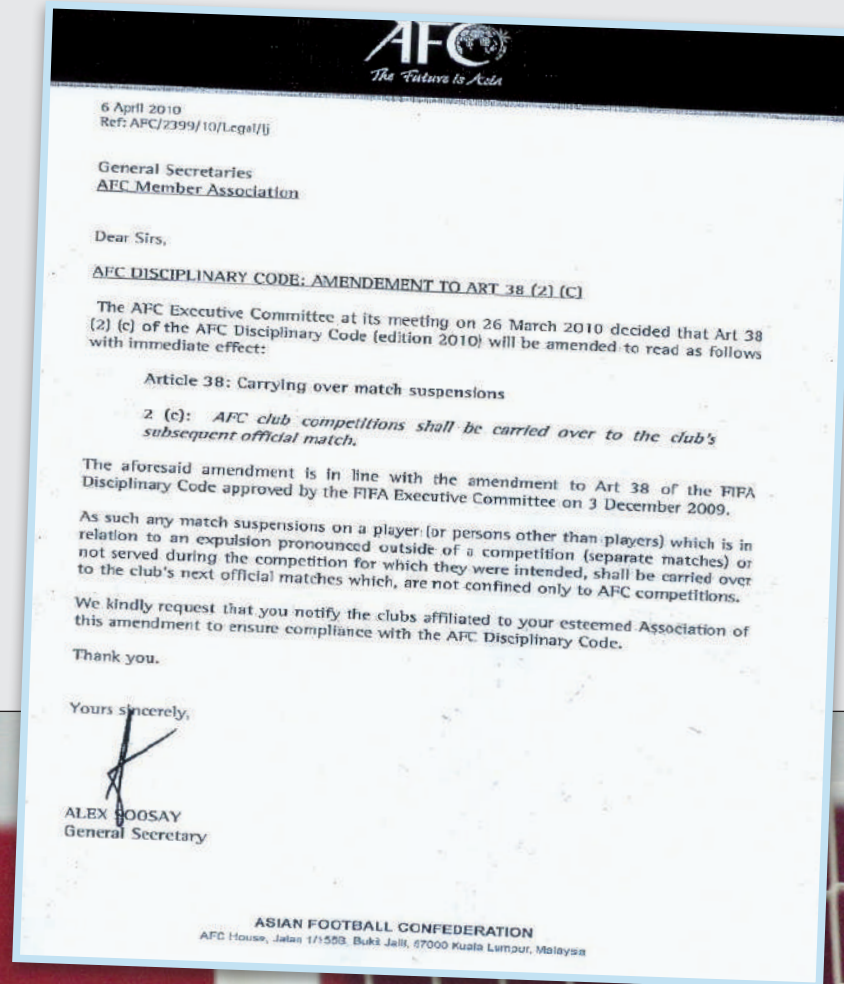 AFC
The Future is Asia
6 April 2010
Ref: AFC/2399/10/Legal/lj
General Secretaries
AFC Member Association
Dear Sirs,
AFC DISCIPLINARY CODE: AMENDEMENT TO ART 38 (2) (C)
The AFC Executive Committee at its meeting on 26 March 2010 decided that Art 38
(2) (c) of the AFC Disciplinary Code (edition 2010) will be amended to read as follows
with immediate effect:
Article 38: Carrying over match suspensions
2 (c): AFC club competitions shall be carried over to the club's
subsequent official match.
The aforesaid amendment is in line with the amendment to Art 38 of the FIFA
Disciplinary Code approved by the FIFA Executive Committee on 3 December 2009.
As such any match suspensions on a player (or persons other than players) which is in
relation to an expulsion pronounced outside of a competition (separate matches) or
not served during the competition for which they were intended, shall be carried over
to the club's next official matches which, are not confined only to AFC competitions.
We kindly request that you notify the clubs affiliated to your esteemed Association of
this amendment to ensure compliance with the AFC Disciplinary Code.
Thank you.
Yours sincerely,
ALEX SOOSAY
General Secretary
ASIAN FOOTBALL CONFEDERATION
AFC House, Jalan 1/155B, Bukit Jalil, 57000 Kuala Lumpur, Malaysia